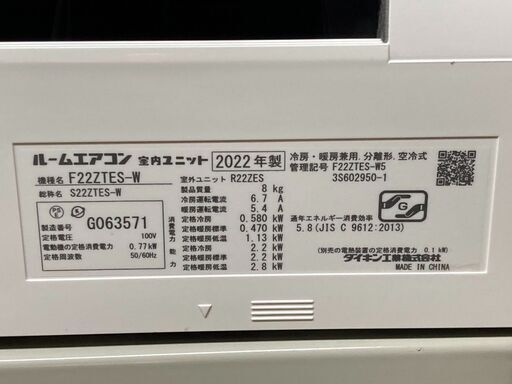 ルームエアコン 室内ユニット 2022年製
冷房・暖房兼用.分離形.空冷式
機種名 F22ZTES-W
管理記号 F22ZTES-W5
総称名 S22ZTES-W
室外ユニット R22ZES
3S602950-1
製品質量 8 kg
冷房運転電流 6.7 A
暖房運転電流 5.4 A
消費電力
定格冷房 0.580 kW
定格暖房標準 0.470 kW
定格暖房低温 1.13 kW
能力
定格冷房 2.2 kW
定格暖房標準 2.2 kW
定格暖房低温 2.8 kW
製造番号 G063571
定格電圧 100V
電動機の定格消費電力 0.77kW
定格周波数 50/60Hz
G
通年エネルギー消費効率
5.8(JIS C 9612:2013)
(別売の電熱装置の定格消費電力 0.1 kW)
ダイキン工業株式会社
MADE IN CHINA